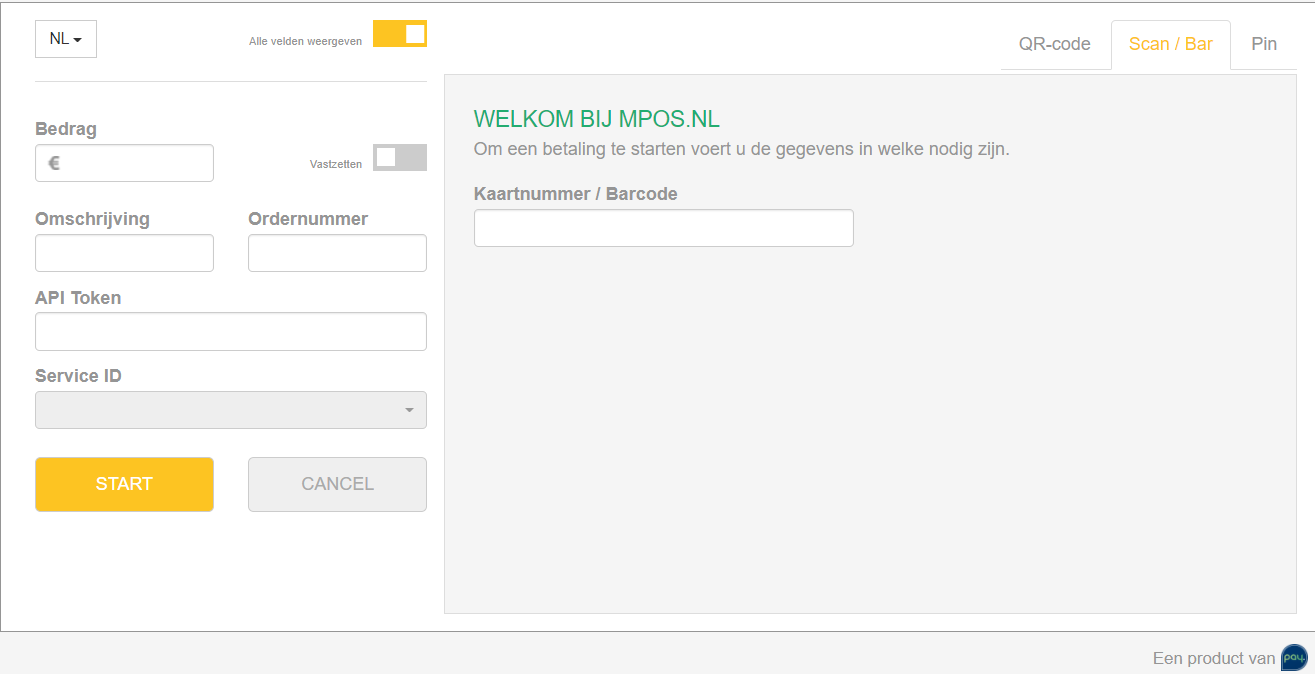 NL
Alle velden weergeven
QR-code
Scan / Bar
Pin
Bedrag
€
Vastzetten
Omschrijving
Ordernummer
API Token
Service ID
START
CANCEL
WELKOM BIJ MPOS.NL
Om een betaling te starten voert u de gegevens in welke nodig zijn.
Kaartnummer / Barcode
Een product van pay.